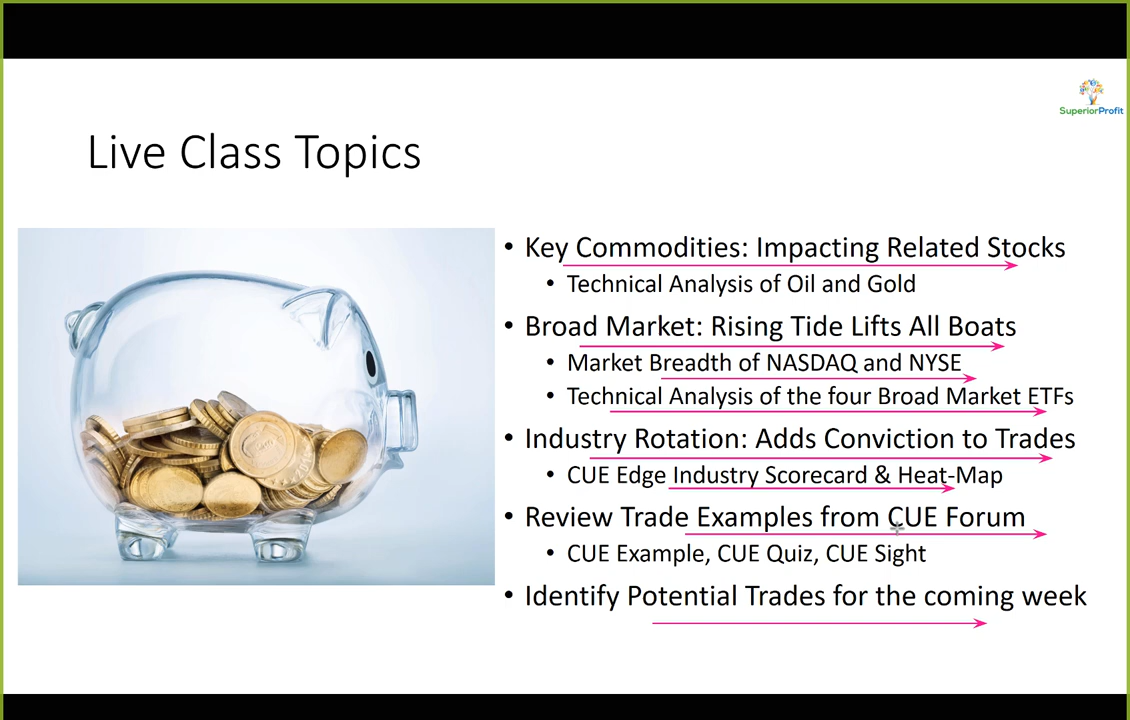 SuperiorProfit
Live Class Topics
• Key Commodities: Impacting Related Stocks
• Technical Analysis of Oil and Gold
• Broad Market: Rising Tide Lifts All Boats
• Market Breadth of NASDAQ and NYSE
• Technical Analysis of the four Broad Market ETFs
• Industry Rotation: Adds Conviction to Trades
• CUE Edge Industry Scorecard & Heat-Map
• Review Trade Examples from CUE Forum
• CUE Example, CUE Quiz, CUE Sight
• Identify Potential Trades for the coming week